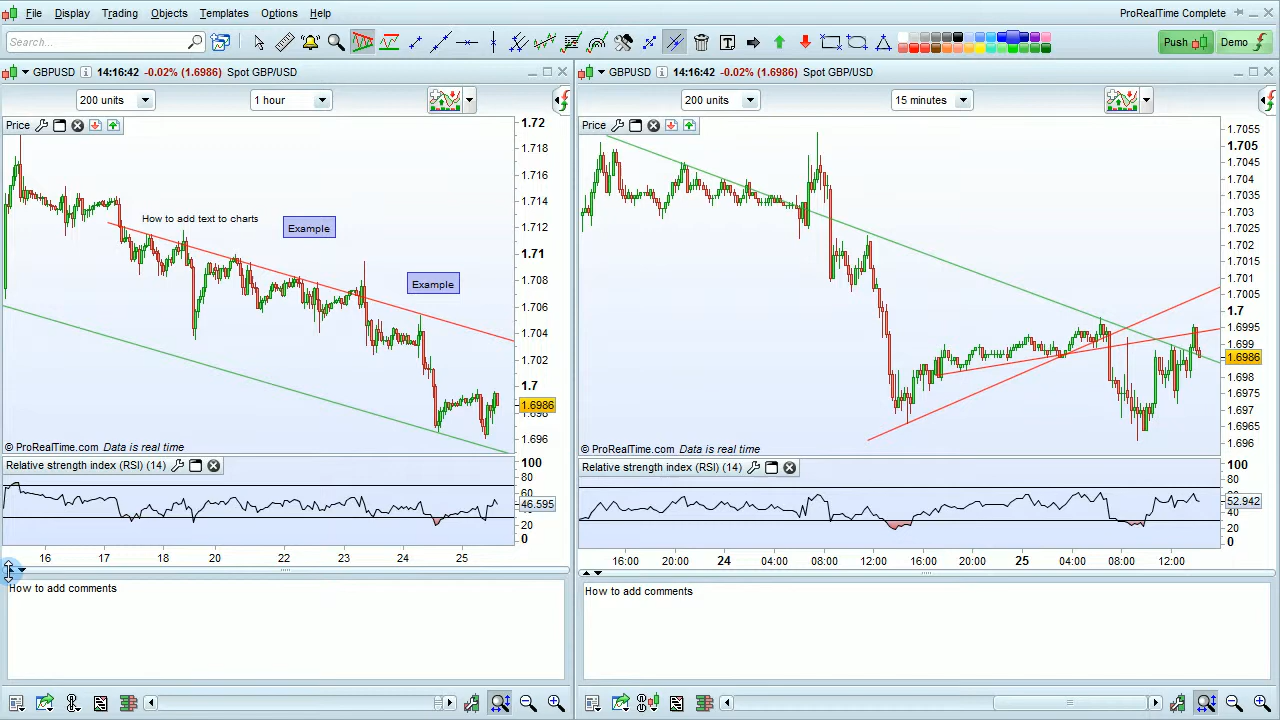 File Display Trading Objects Templates Options Help ProRealTime Complete
Search... T Push Demo
GBPUSD i 14:16:42 -0.02% (1.6986) Spot GBP/USD
200 units 1 hour
Price
1.72
1.718
1.716
1.714
1.712
1.71
1.708
1.706
1.704
1.702
1.7
1.6986
1.698
1.696
How to add text to charts
Example
Example
© ProRealTime.com Data is real time
Relative strength index (RSI) (14)
100
80
60
46.595
20
0
16 17 18 20 22 23 24 25
How to add comments
GBPUSD i 14:16:42 -0.02% (1.6986) Spot GBP/USD
200 units 15 minutes
Price
1.7055
1.705
1.7045
1.704
1.7035
1.703
1.7025
1.702
1.7015
1.701
1.7005
1.7
1.6995
1.699
1.6986
1.698
1.6975
1.697
1.6965
1.696
© ProRealTime.com Data is real time
Relative strength index (RSI) (14)
100
80
52.942
40
20
0
16:00 20:00 24 04:00 08:00 12:00 16:00 20:00 25 04:00 08:00 12:00
How to add comments